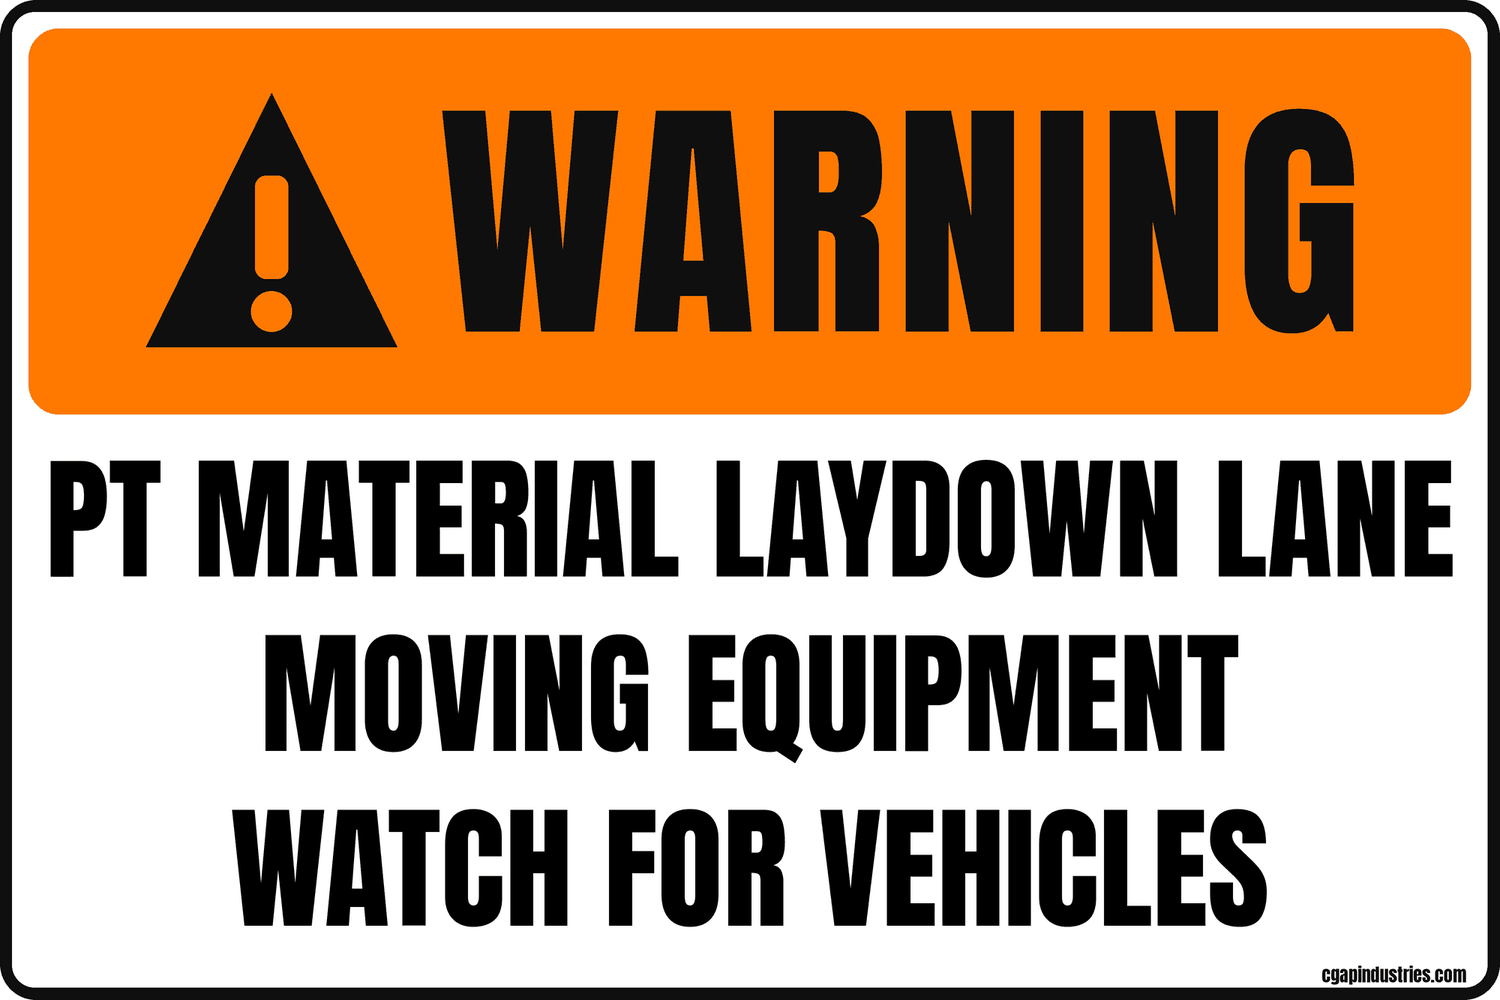 WARNING
PT MATERIAL LAYDOWN LANE
MOVING EQUIPMENT
WATCH FOR VEHICLES
cgapindustries.com